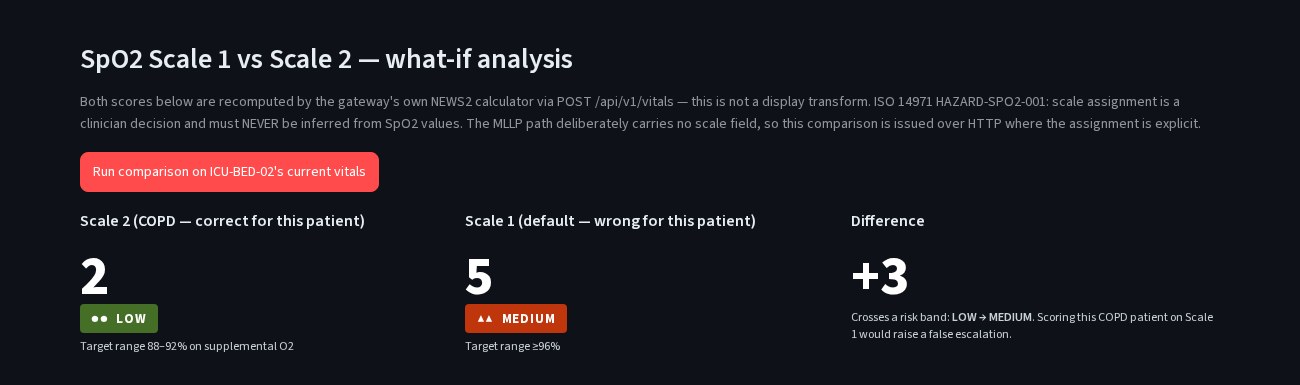 SpO2 Scale 1 vs Scale 2 — what-if analysis
Both scores below are recomputed by the gateway's own NEWS2 calculator via POST /api/v1/vitals — this is not a display transform. ISO 14971 HAZARD-SPO2-001: scale assignment is a
clinician decision and must NEVER be inferred from SpO2 values. The MLLP path deliberately carries no scale field, so this comparison is issued over HTTP where the assignment is explicit.
Run comparison on ICU-BED-02's current vitals
Scale 2 (COPD — correct for this patient)
2
●● LOW
Target range 88–92% on supplemental O2
Scale 1 (default — wrong for this patient)
5
▲▲ MEDIUM
Target range ≥96%
Difference
+3
Crosses a risk band: LOW → MEDIUM. Scoring this COPD patient on Scale
1 would raise a false escalation.